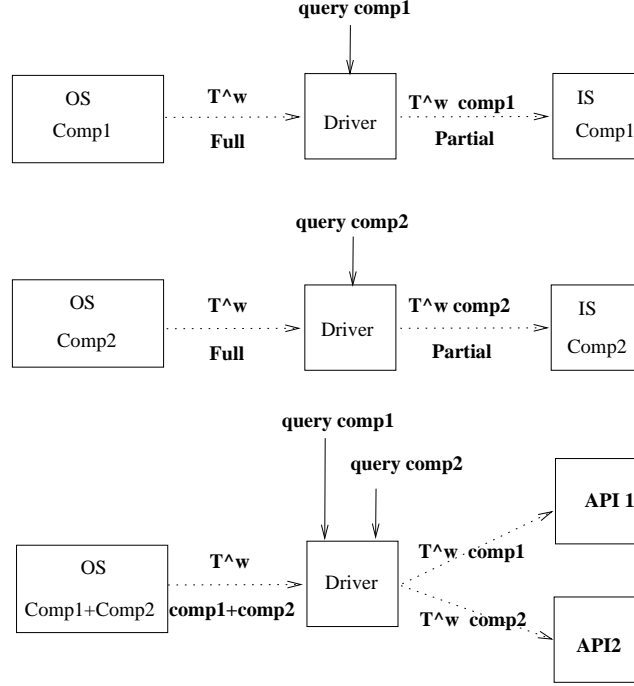 query comp1
OS
Comp1
T^w
Full
Driver
T^w comp1
Partial
IS
Comp1
query comp2
OS
Comp2
T^w
Full
Driver
T^w comp2
Partial
IS
Comp2
query comp1
query comp2
OS
Comp1+Comp2
T^w
comp1+comp2
Driver
T^w comp1
T^w comp2
API 1
API2